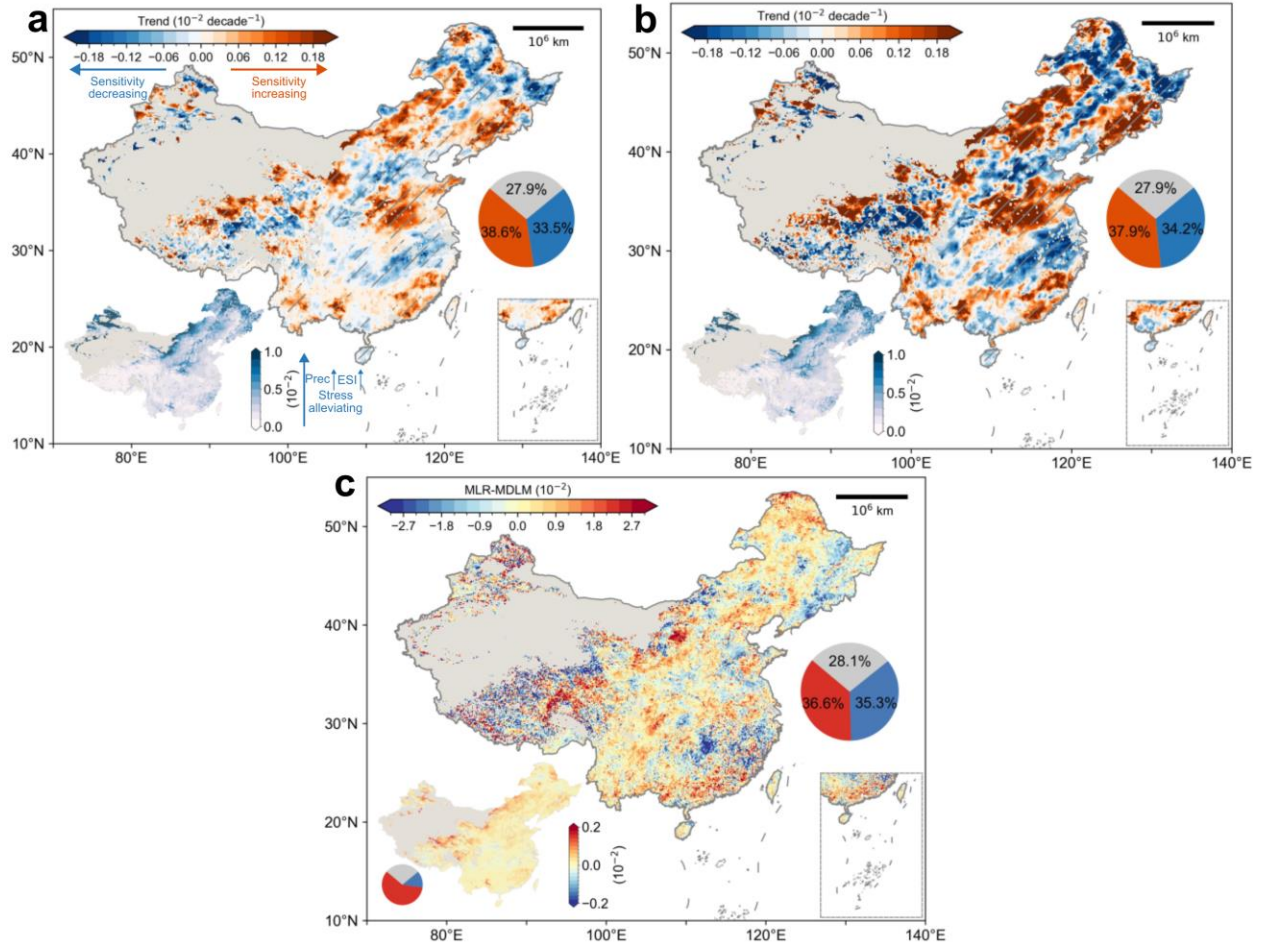 a
Trend (10⁻² decade⁻¹)
−0.18 −0.12 −0.06 0.00 0.06 0.12 0.18
Sensitivity
decreasing
Sensitivity
increasing
10⁶ km
50°N
40°N
30°N
20°N
10°N
27.9%
38.6%
33.5%
1.0
0.5
0.0
(10⁻²)
Prec ESI
Stress
alleviating
80°E 100°E 120°E 140°E
b
Trend (10⁻² decade⁻¹)
−0.18 −0.12 −0.06 0.00 0.06 0.12 0.18
10⁶ km
50°N
40°N
30°N
20°N
10°N
27.9%
37.9%
34.2%
1.0
0.5
0.0
(10⁻²)
80°E 100°E 120°E 140°E
c
MLR-MDLM (10⁻²)
−2.7 −1.8 −0.9 0.0 0.9 1.8 2.7
10⁶ km
50°N
40°N
30°N
20°N
10°N
28.1%
36.6%
35.3%
0.2
0.0
−0.2
(10⁻²)
80°E 100°E 120°E 140°E